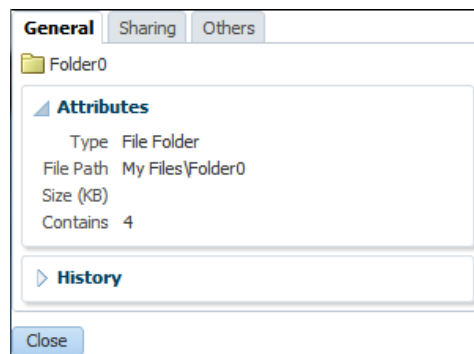 General Sharing Others
Folder0
Attributes
Type File Folder
File Path My Files\Folder0
Size (KB)
Contains 4
History
Close